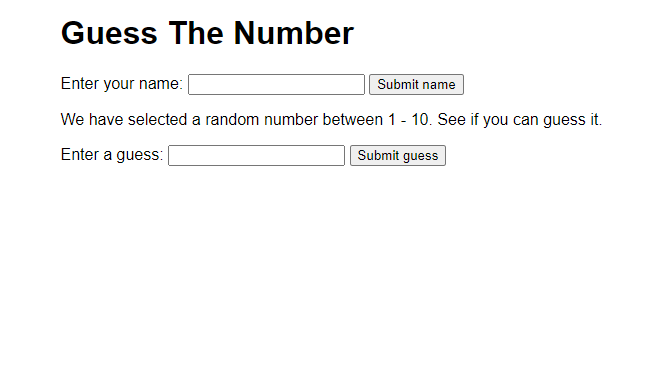 Guess The Number
Enter your name: Submit name
We have selected a random number between 1 - 10. See if you can guess it.
Enter a guess: Submit guess